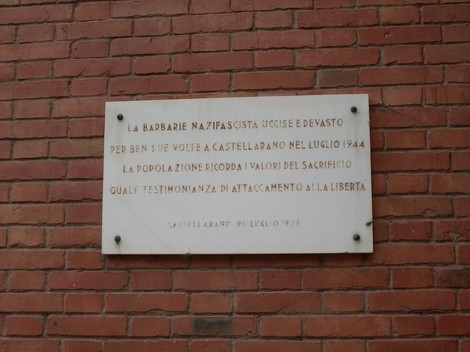 LA BARBARIE NAZIFASCISTA UCCISE E DEVASTO'
PER BEN DUE VOLTE A CASTELLARANO NEL LUGLIO 1944
LA POPOLAZIONE RICORDA I VALORI DEL SACRIFICIO
QUALE TESTIMONIANZA DI ATTACCAMENTO ALLA LIBERTA
CASTELLARANO LUGLIO